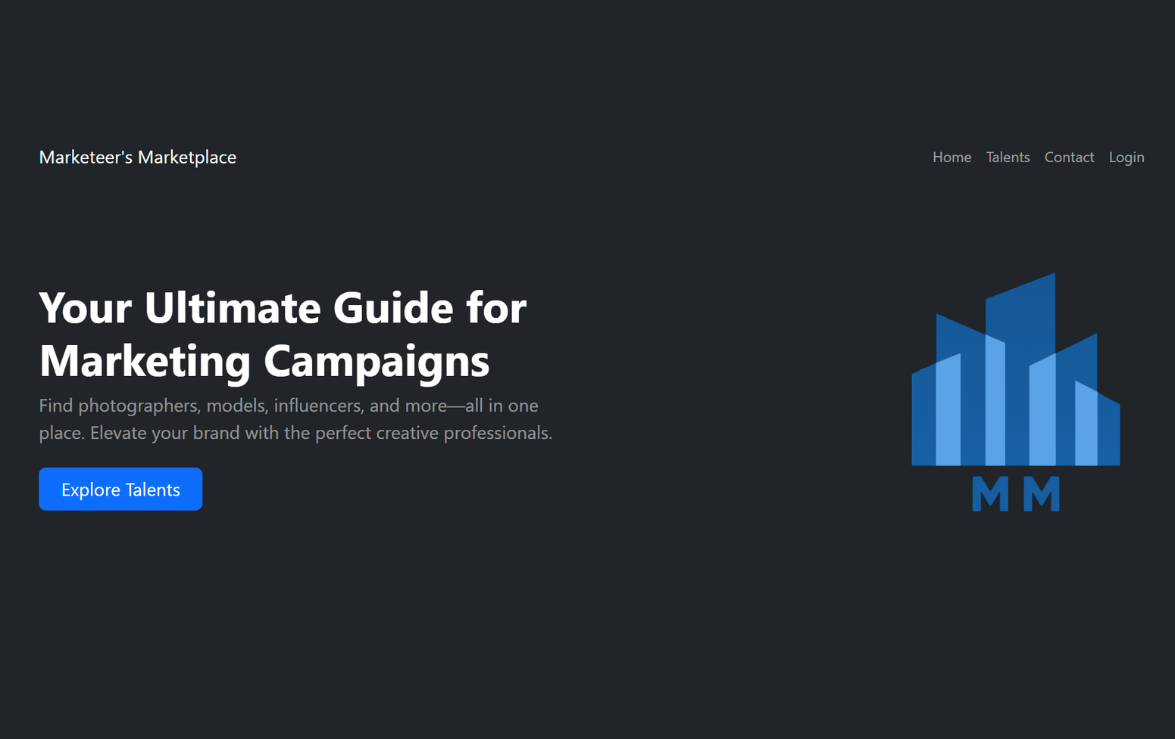 Marketeer's Marketplace
Home Talents Contact Login
Your Ultimate Guide for
Marketing Campaigns
Find photographers, models, influencers, and more—all in one
place. Elevate your brand with the perfect creative professionals.
Explore Talents
MM